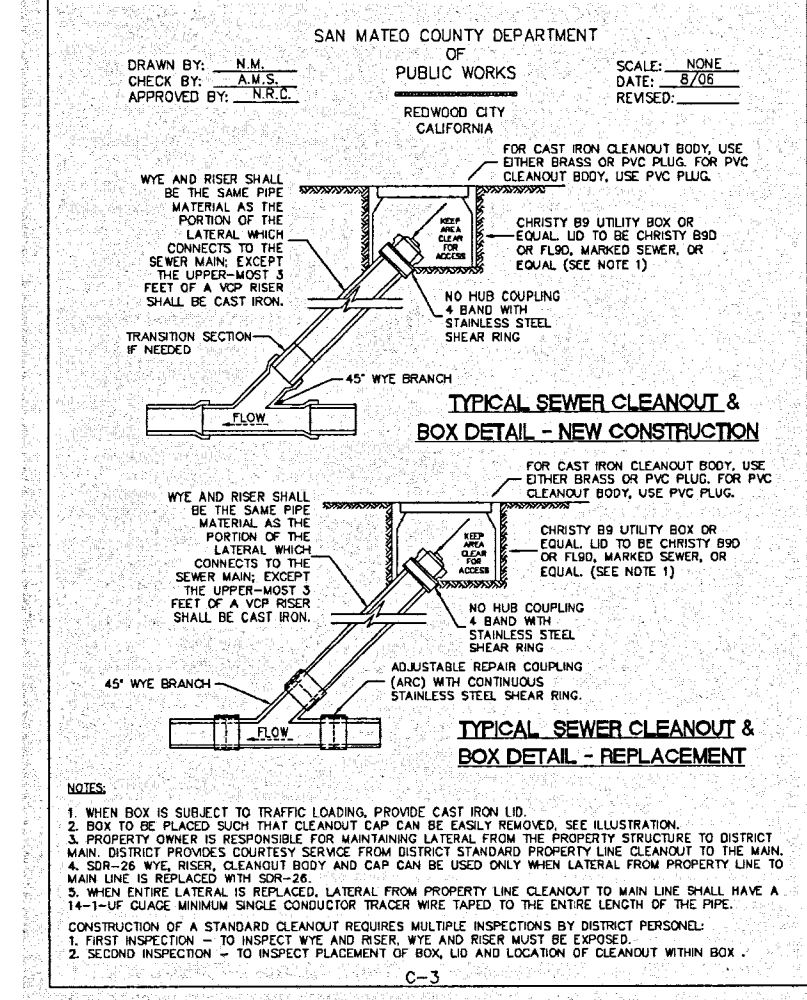 SAN MATEO COUNTY DEPARTMENT
OF
PUBLIC WORKS
REDWOOD CITY
CALIFORNIA
DRAWN BY: N.M.
CHECK BY: A.M.S.
APPROVED BY: N.R.C.
SCALE: NONE
DATE: 8/06
REVISED:
FOR CAST IRON CLEANOUT BODY, USE
EITHER BRASS OR PVC PLUG. FOR PVC
CLEANOUT BODY, USE PVC PLUG.
WYE AND RISER SHALL
BE THE SAME PIPE
MATERIAL AS THE
PORTION OF THE
LATERAL WHICH
CONNECTS TO THE
SEWER MAIN; EXCEPT
THE UPPER-MOST 3
FEET OF A VCP RISER
SHALL BE CAST IRON.
KEEP
AREA
CLEAR
FOR
ACCESS
CHRISTY B9 UTILITY BOX OR
EQUAL. LID TO BE CHRISTY B9D
OR FL9D, MARKED SEWER, OR
EQUAL (SEE NOTE 1)
NO HUB COUPLING
4 BAND WITH
STAINLESS STEEL
SHEAR RING
TRANSITION SECTION
IF NEEDED
45° WYE BRANCH
FLOW
TYPICAL SEWER CLEANOUT &
BOX DETAIL - NEW CONSTRUCTION
FOR CAST IRON CLEANOUT BODY, USE
EITHER BRASS OR PVC PLUG. FOR PVC
CLEANOUT BODY, USE PVC PLUG.
WYE AND RISER SHALL
BE THE SAME PIPE
MATERIAL AS THE
PORTION OF THE
LATERAL WHICH
CONNECTS TO THE
SEWER MAIN; EXCEPT
THE UPPER-MOST 3
FEET OF A VCP RISER
SHALL BE CAST IRON.
KEEP
AREA
CLEAR
FOR
ACCESS
CHRISTY B9 UTILITY BOX OR
EQUAL. LID TO BE CHRISTY B9D
OR FL9D, MARKED SEWER, OR
EQUAL. (SEE NOTE 1)
NO HUB COUPLING
4 BAND WITH
STAINLESS STEEL
SHEAR RING
ADJUSTABLE REPAIR COUPLING
(ARC) WITH CONTINUOUS
STAINLESS STEEL SHEAR RING.
45° WYE BRANCH
FLOW
TYPICAL SEWER CLEANOUT &
BOX DETAIL - REPLACEMENT
NOTES:
1. WHEN BOX IS SUBJECT TO TRAFFIC LOADING, PROVIDE CAST IRON LID.
2. BOX TO BE PLACED SUCH THAT CLEANOUT CAP CAN BE EASILY REMOVED, SEE ILLUSTRATION.
3. PROPERTY OWNER IS RESPONSIBLE FOR MAINTAINING LATERAL FROM THE PROPERTY STRUCTURE TO DISTRICT
MAIN. DISTRICT PROVIDES COURTESY SERVICE FROM DISTRICT STANDARD PROPERTY LINE CLEANOUT TO THE MAIN.
4. SDR-26 WYE, RISER, CLEANOUT BODY AND CAP CAN BE USED ONLY WHEN LATERAL FROM PROPERTY LINE TO
MAIN LINE IS REPLACED WITH SDR-26.
5. WHEN ENTIRE LATERAL IS REPLACED, LATERAL FROM PROPERTY LINE CLEANOUT TO MAIN LINE SHALL HAVE A
14-1-UF GUAGE MINIMUM SINGLE CONDUCTOR TRACER WIRE TAPED TO THE ENTIRE LENGTH OF THE PIPE.
CONSTRUCTION OF A STANDARD CLEANOUT REQUIRES MULTIPLE INSPECTIONS BY DISTRICT PERSONEL:
1. FIRST INSPECTION - TO INSPECT WYE AND RISER, WYE AND RISER MUST BE EXPOSED.
2. SECOND INSPECTION - TO INSPECT PLACEMENT OF BOX, LID AND LOCATION OF CLEANOUT WITHIN BOX .
C-3